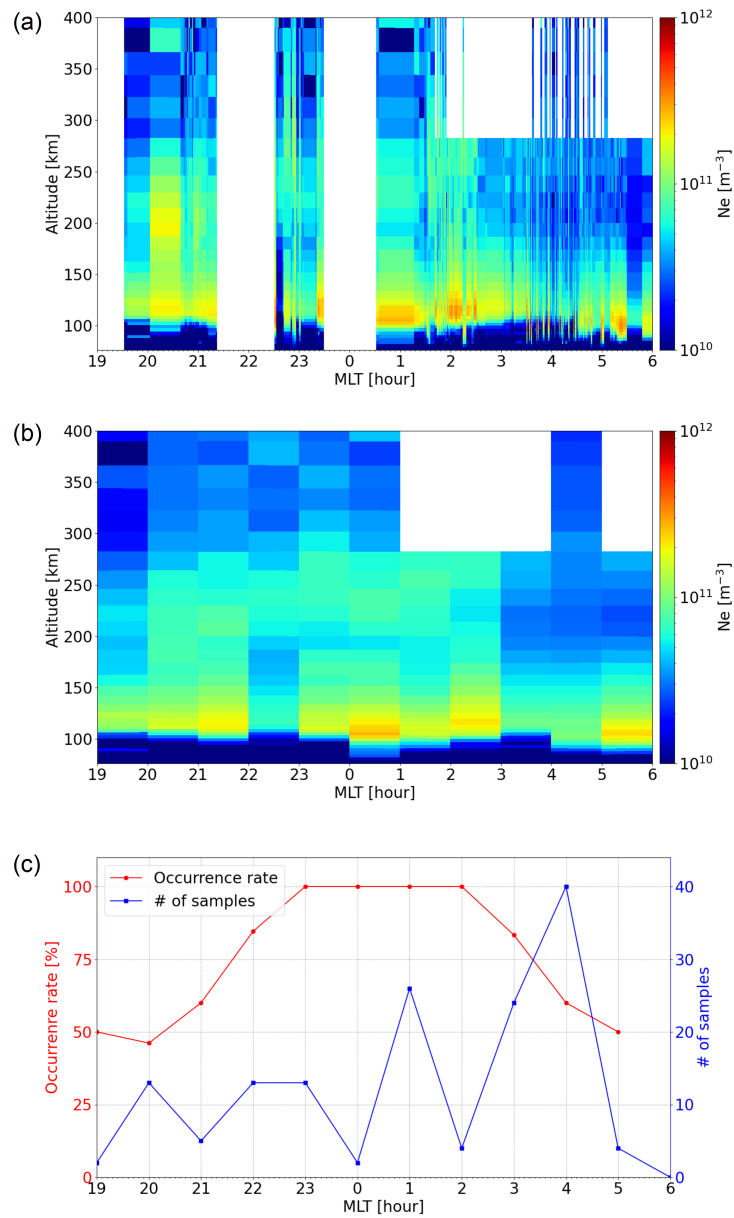 (a)
400
350
300
250
200
150
100
Altitude [km]
19 20 21 22 23 0 1 2 3 4 5 6
MLT [hour]
10¹²
10¹¹
10¹⁰
Ne [m⁻³]
(b)
400
350
300
250
200
150
100
Altitude [km]
19 20 21 22 23 0 1 2 3 4 5 6
MLT [hour]
10¹²
10¹¹
10¹⁰
Ne [m⁻³]
(c)
Occurrence rate
# of samples
100
75
50
25
0
Occurrenre rate [%]
40
30
20
10
0
# of samples
19 20 21 22 23 0 1 2 3 4 5 6
MLT [hour]